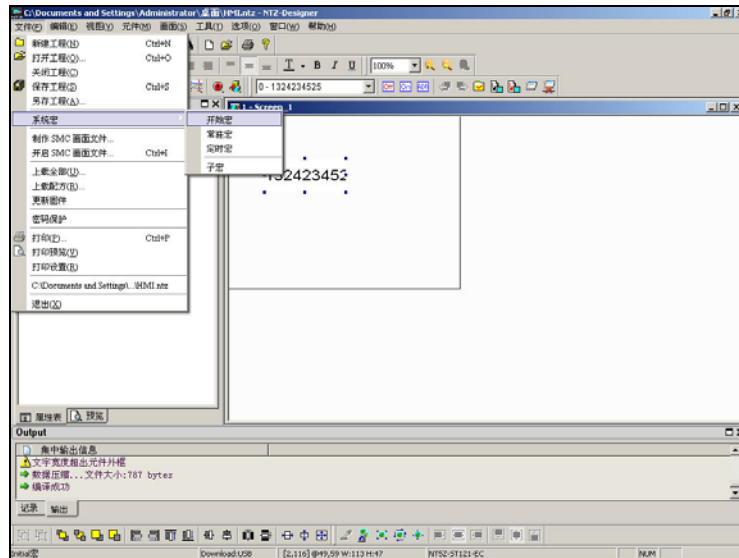 C:\Documents and Settings\Administrator\桌面\HMI.ntz - NTZ-Designer
文件(F) 编辑(E) 视图(V) 元件(M) 画面(S) 工具(T) 选项(O) 窗口(W) 帮助(H)
新建工程(N) Ctrl+N
打开工程(O)... Ctrl+O
关闭工程(C)
保存工程(S) Ctrl+S
另存工程(A)...
系统宏
制作 SMC 画面文件...
开启 SMC 画面文件... Ctrl+I
上载全部(U)...
上载配方(R)...
更新固件
密码保护
打印(P)... Ctrl+P
打印预览(V)
打印设置(R)
C:\Documents and Settings\...\HMI.ntz
退出(X)
开始宏
常驻宏
定时宏
子宏
100%
0 - 1324234525
1 - Screen_1
132423452
属性表 预览
Output
集中输出信息
文字宽度超出元件外框
数据压缩...文件大小:787 bytes
编译成功
记录 输出
Initial宏 Download:USB [2,116] @49,59 W:113 H:47 NT5Z-ST121-EC NUM